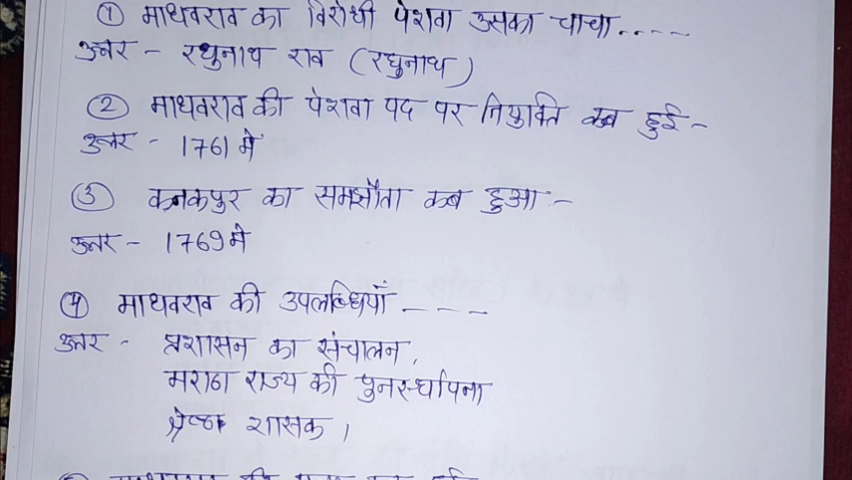 ① माधवराव का विरोधी पेशवा उसका चाचा.....
उत्तर - रघुनाथ राव (रघुनाथ)
② माधवराव की पेशवा पद पर नियुक्ति कब हुई -
उत्तर - 1761 में
③ कनकपुर का समझौता कब हुआ -
उत्तर - 1769 मे
④ माधवराव की उपलब्धियाँ - - - -
उत्तर - प्रशासन का संचालन,
मराठा राज्य की पुनर्स्थापना
श्रेष्ठ शासक ।